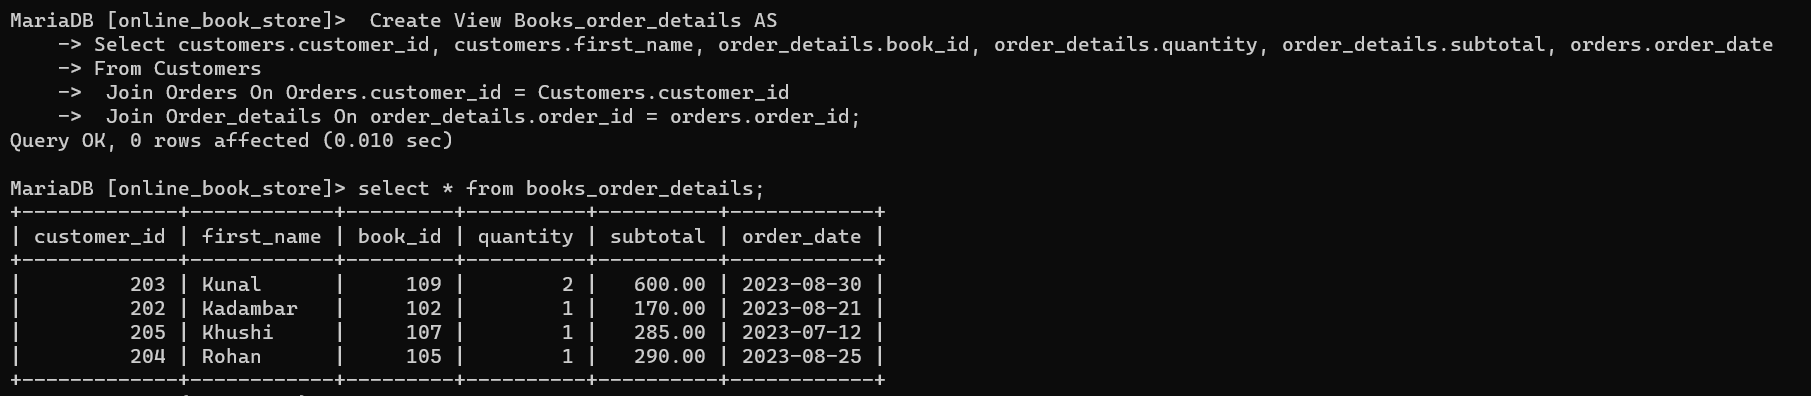 MariaDB [online_book_store]>  Create View Books_order_details AS
    -> Select customers.customer_id, customers.first_name, order_details.book_id, order_details.quantity, order_details.subtotal, orders.order_date
    -> From Customers
    ->  Join Orders On Orders.customer_id = Customers.customer_id
    ->  Join Order_details On order_details.order_id = orders.order_id;
Query OK, 0 rows affected (0.010 sec)

MariaDB [online_book_store]> select * from books_order_details;
+-------------+------------+---------+----------+----------+------------+
| customer_id | first_name | book_id | quantity | subtotal | order_date |
+-------------+------------+---------+----------+----------+------------+
|         203 | Kunal      |     109 |        2 |   600.00 | 2023-08-30 |
|         202 | Kadambar   |     102 |        1 |   170.00 | 2023-08-21 |
|         205 | Khushi     |     107 |        1 |   285.00 | 2023-07-12 |
|         204 | Rohan      |     105 |        1 |   290.00 | 2023-08-25 |
+-------------+------------+---------+----------+----------+------------+